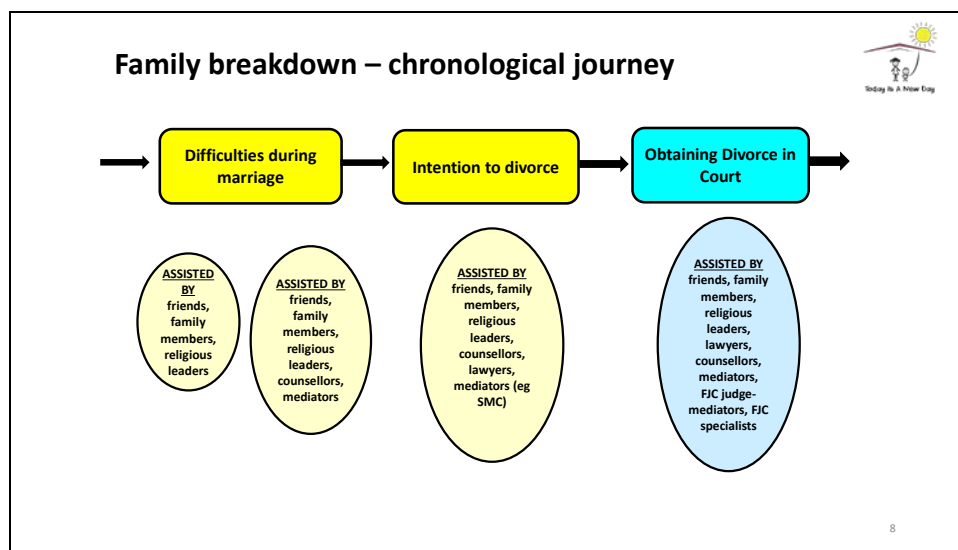 Family breakdown – chronological journey
Today Is A New Day
Difficulties during
marriage
Intention to divorce
Obtaining Divorce in
Court
ASSISTED
BY
friends,
family
members,
religious
leaders
ASSISTED BY
friends,
family
members,
religious
leaders,
counsellors,
mediators
ASSISTED BY
friends, family
members,
religious
leaders,
counsellors,
lawyers,
mediators (eg
SMC)
ASSISTED BY
friends, family
members,
religious
leaders,
lawyers,
counsellors,
mediators,
FJC judge-
mediators, FJC
specialists
8